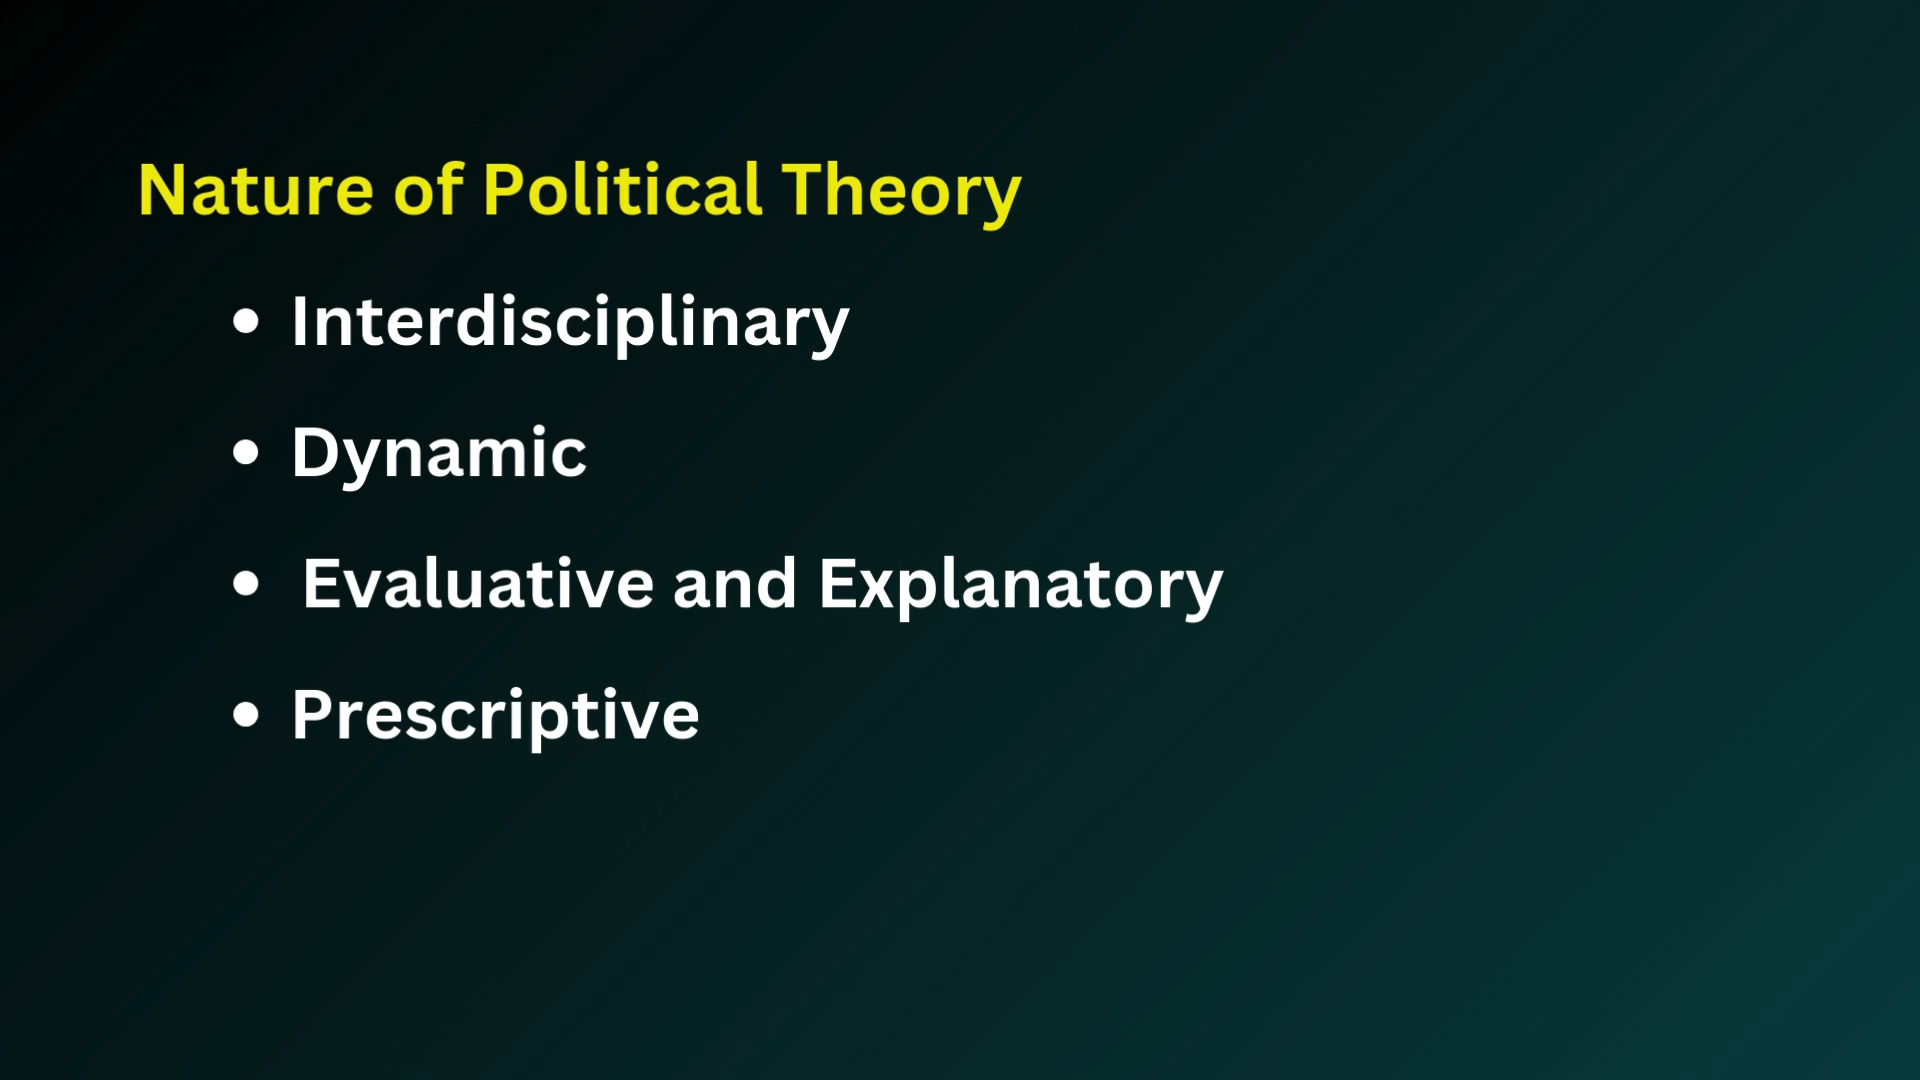 Nature of Political Theory
• Interdisciplinary
• Dynamic
• Evaluative and Explanatory
• Prescriptive